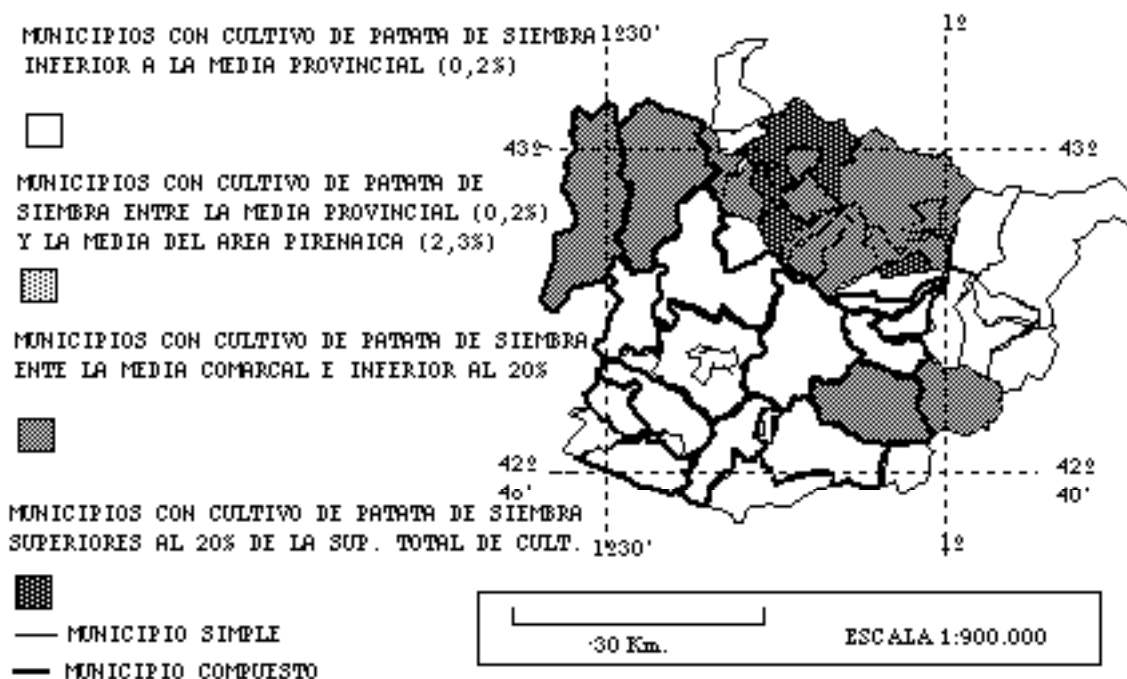 MUNICIPIOS CON CULTIVO DE PATATA DE SIEMBRA
INFERIOR A LA MEDIA PROVINCIAL (0,2%)
MUNICIPIOS CON CULTIVO DE PATATA DE
SIEMBRA ENTRE LA MEDIA PROVINCIAL (0,2%)
Y LA MEDIA DEL AREA PIRENAICA (2,3%)
MUNICIPIOS CON CULTIVO DE PATATA DE SIEMBRA
ENTE LA MEDIA COMARCAL E INFERIOR AL 20%
MUNICIPIOS CON CULTIVO DE PATATA DE SIEMBRA
SUPERIORES AL 20% DE LA SUP. TOTAL DE CULT.
MUNICIPIO SIMPLE
MUNICIPIO COMPUESTO
1º30'
1º
43º
43º
42º
4o'
42º
40'
1º30'
1º
30 Km.
ESCALA 1:900.000